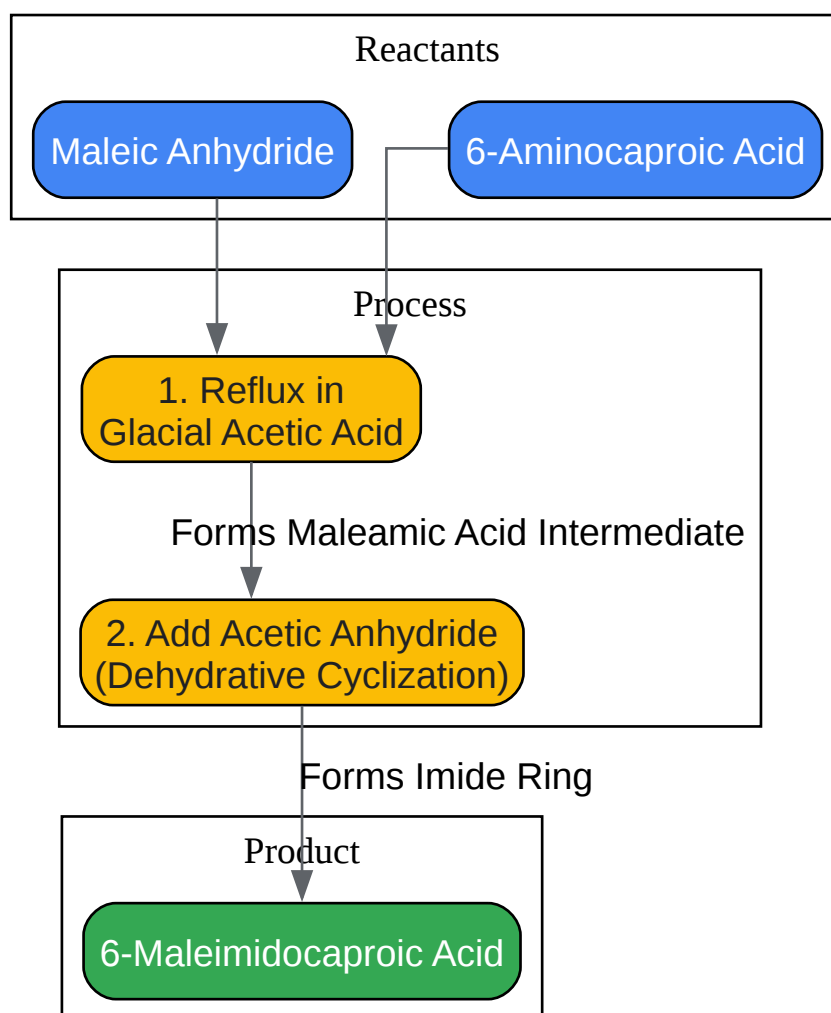 Reactants
Maleic Anhydride
6-Aminocaproic Acid
Process
1. Reflux in
Glacial Acetic Acid
Forms Maleamic Acid Intermediate
2. Add Acetic Anhydride
(Dehydrative Cyclization)
Forms Imide Ring
Product
6-Maleimidocaproic Acid